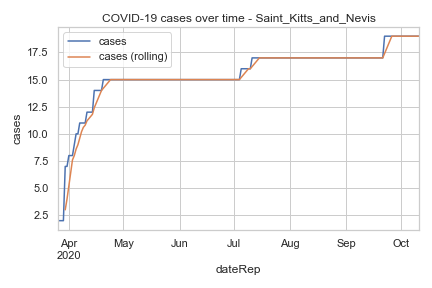 COVID-19 cases over time - Saint_Kitts_and_Nevis
cases
cases (rolling)
17.5
15.0
12.5
10.0
7.5
5.0
2.5
cases
Apr
2020
May
Jun
Jul
Aug
Sep
Oct
dateRep